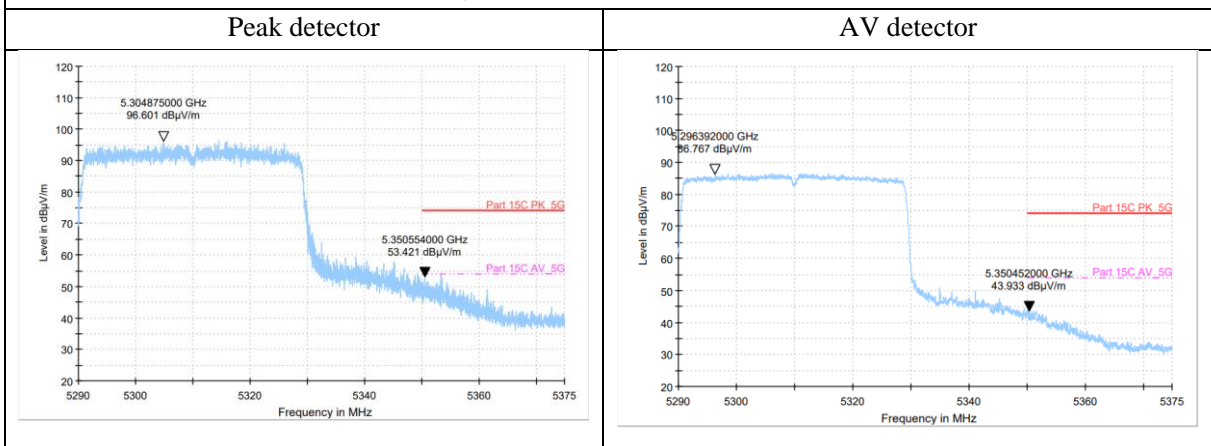 Peak detector
AV detector
120
110
100
90
80
70
60
50
40
30
20
Level in dBµV/m
5.304875000 GHz
96.601 dBµV/m
Part 15C PK_5G
5.350554000 GHz
53.421 dBµV/m
Part 15C AV_5G
5290
5300
5320
5340
5360
5375
Frequency in MHz
120
110
100
90
80
70
60
50
40
30
20
Level in dBµV/m
5.296392000 GHz
86.767 dBµV/m
Part 15C PK_5G
Part 15C AV_5G
5.350452000 GHz
43.933 dBµV/m
5290
5300
5320
5340
5360
5375
Frequency in MHz